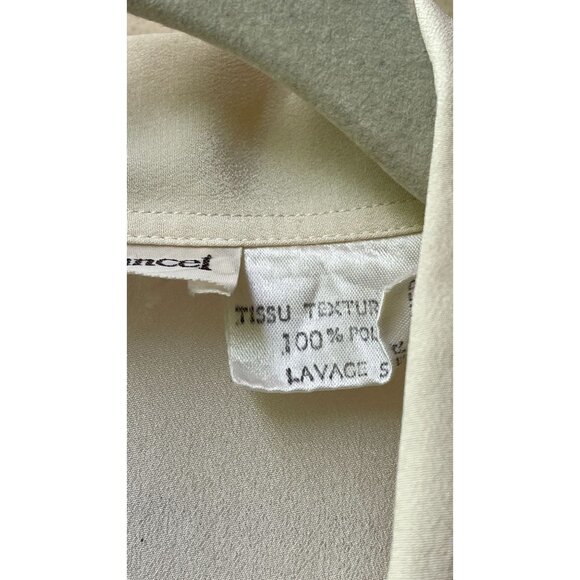 ancel
TISSU TEXTUR
100% POL
LAVAGE S